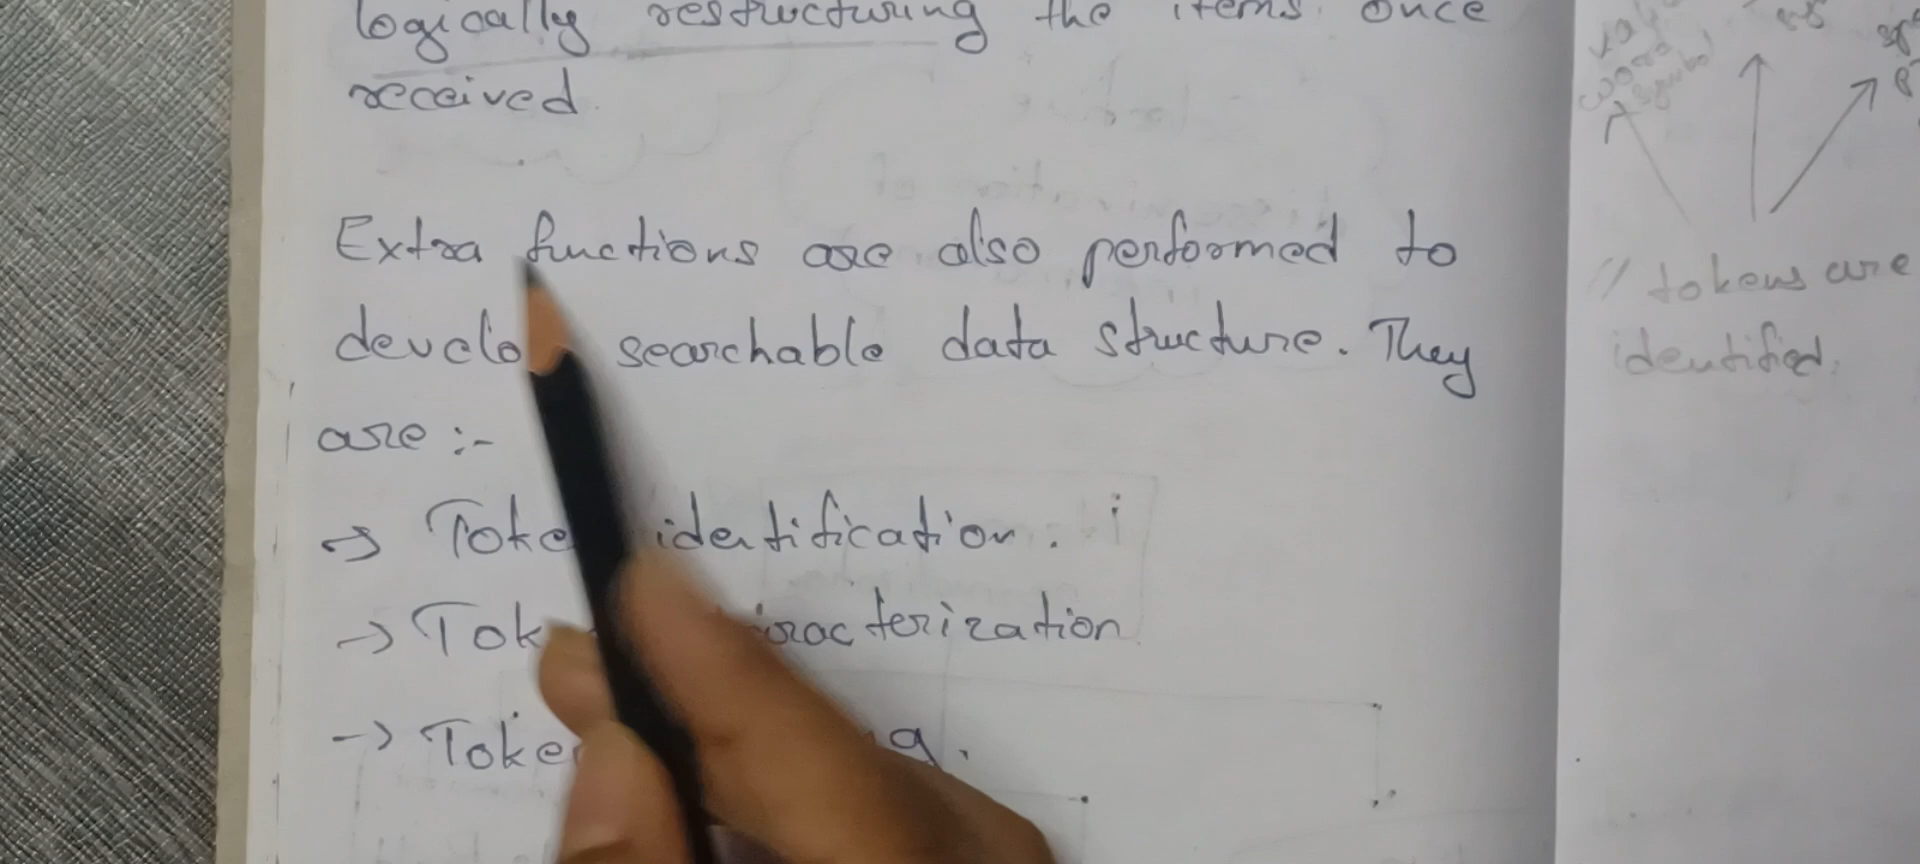 logically restructuring the items once
received.
Extra functions are also performed to
develo searchable data structure. They
are :-
→ Toke identification.
→ Tok racterization
→ Toke g.
// tokens are
identified.